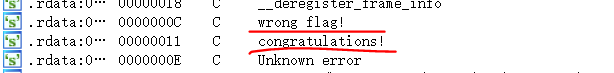 's' .rdata:0… 00000018 C __deregister_frame_info
's' .rdata:0… 0000000C C wrong flag!
's' .rdata:0… 00000011 C congratulations!
's' .rdata:0… 0000000E C Unknown error